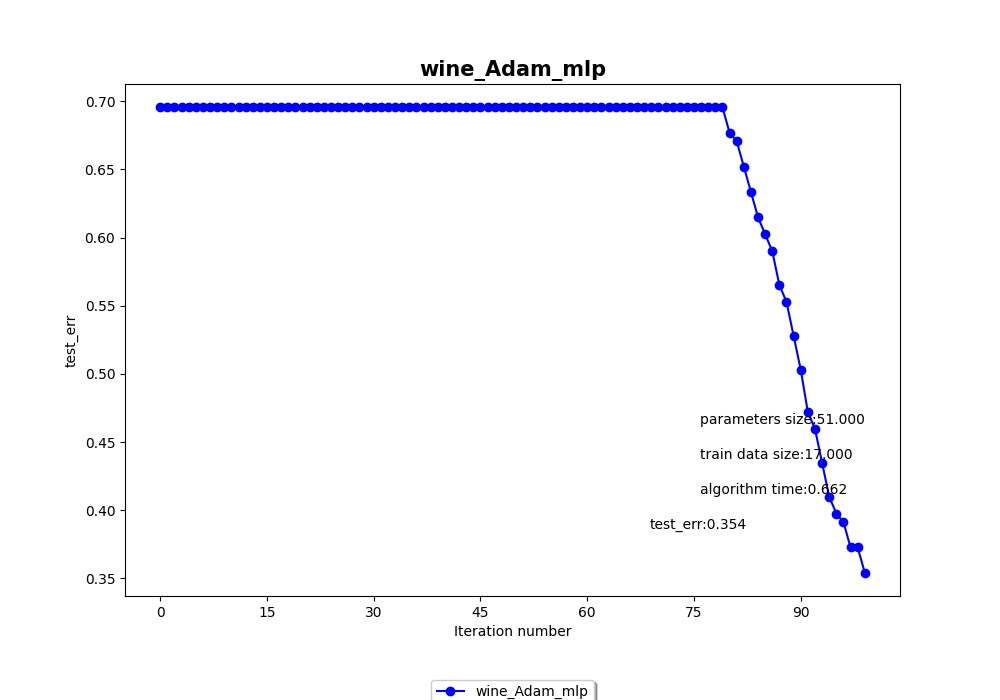 wine_Adam_mlp
0.70
0.65
0.60
0.55
0.50
0.45
0.40
0.35
test_err
parameters size:51.000
train data size:17.000
algorithm time:0.662
test_err:0.354
0 15 30 45 60 75 90
Iteration number
wine_Adam_mlp